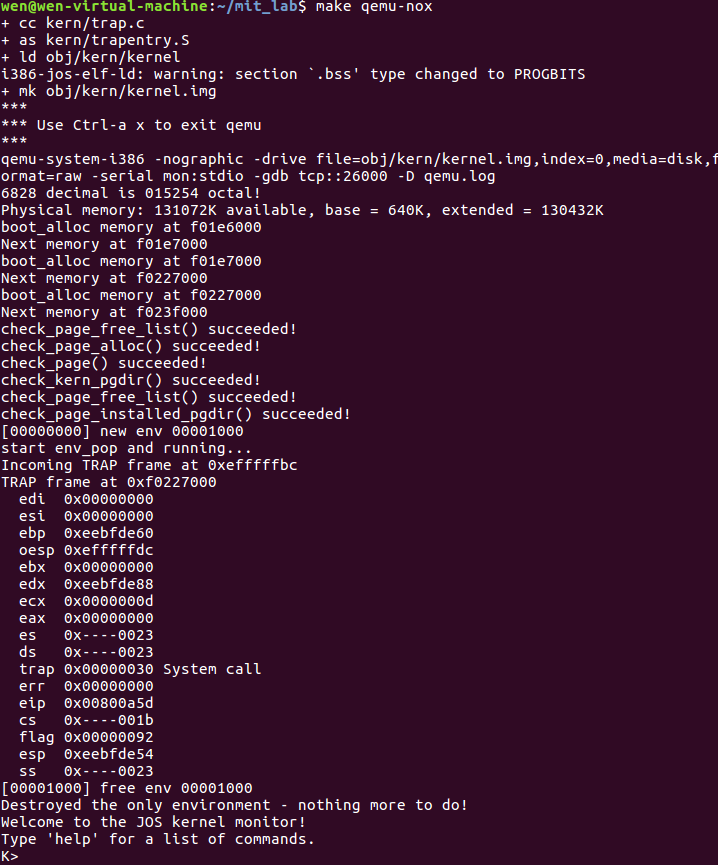 wen@wen-virtual-machine:~/mit_lab$ make qemu-nox
+ cc kern/trap.c
+ as kern/trapentry.S
+ ld obj/kern/kernel
i386-jos-elf-ld: warning: section `.bss' type changed to PROGBITS
+ mk obj/kern/kernel.img
***
*** Use Ctrl-a x to exit qemu
***
qemu-system-i386 -nographic -drive file=obj/kern/kernel.img,index=0,media=disk,f
ormat=raw -serial mon:stdio -gdb tcp::26000 -D qemu.log
6828 decimal is 015254 octal!
Physical memory: 131072K available, base = 640K, extended = 130432K
boot_alloc memory at f01e6000
Next memory at f01e7000
boot_alloc memory at f01e7000
Next memory at f0227000
boot_alloc memory at f0227000
Next memory at f023f000
check_page_free_list() succeeded!
check_page_alloc() succeeded!
check_page() succeeded!
check_kern_pgdir() succeeded!
check_page_free_list() succeeded!
check_page_installed_pgdir() succeeded!
[00000000] new env 00001000
start env_pop and running...
Incoming TRAP frame at 0xefffffbc
TRAP frame at 0xf0227000
  edi  0x00000000
  esi  0x00000000
  ebp  0xeebfde60
  oesp 0xefffffdc
  ebx  0x00000000
  edx  0xeebfde88
  ecx  0x0000000d
  eax  0x00000000
  es   0x----0023
  ds   0x----0023
  trap 0x00000030 System call
  err  0x00000000
  eip  0x00800a5d
  cs   0x----001b
  flag 0x00000092
  esp  0xeebfde54
  ss   0x----0023
[00001000] free env 00001000
Destroyed the only environment - nothing more to do!
Welcome to the JOS kernel monitor!
Type 'help' for a list of commands.
K>